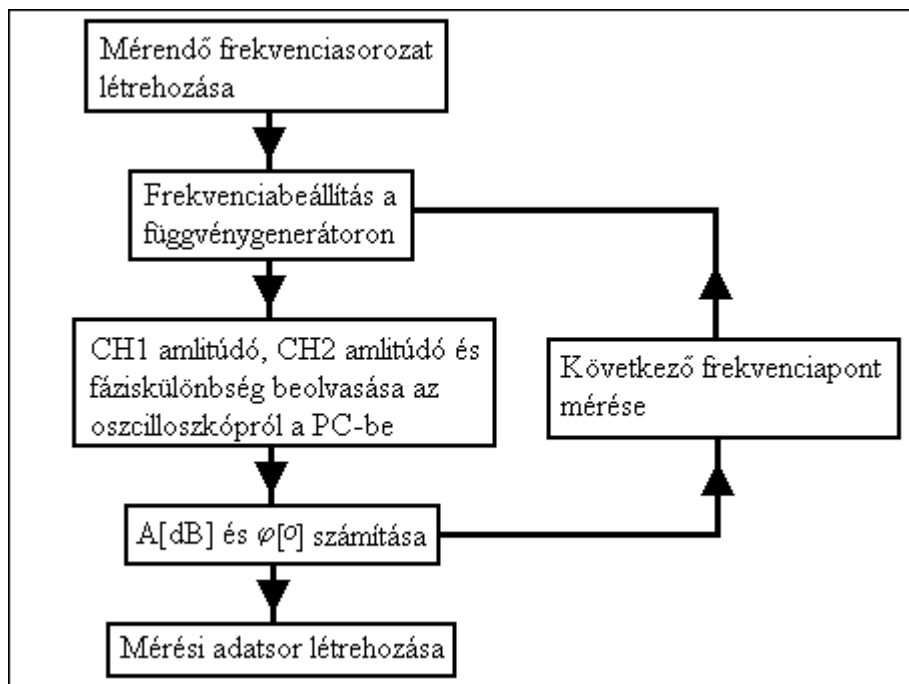 Mérendő frekvenciasorozat
létrehozása
Frekvenciabeállítás a
függvénygenerátoron
CH1 amlitúdó, CH2 amlitúdó és
fáziskülönbség beolvasása az
oszcilloszkópról a PC-be
Következő frekvenciapont
mérése
A[dB] és φ[º] számítása
Mérési adatsor létrehozása